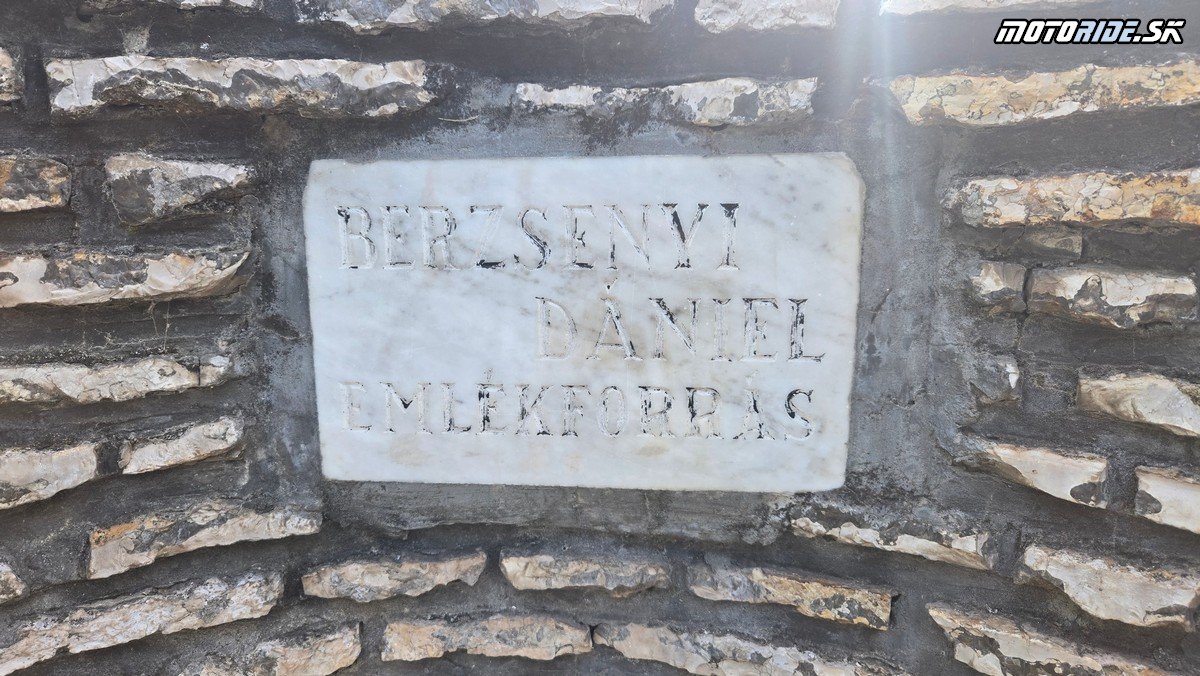 MOTORIDE.SK
BERZSENYI
DÁNIEL
EMLÉKFORRÁS